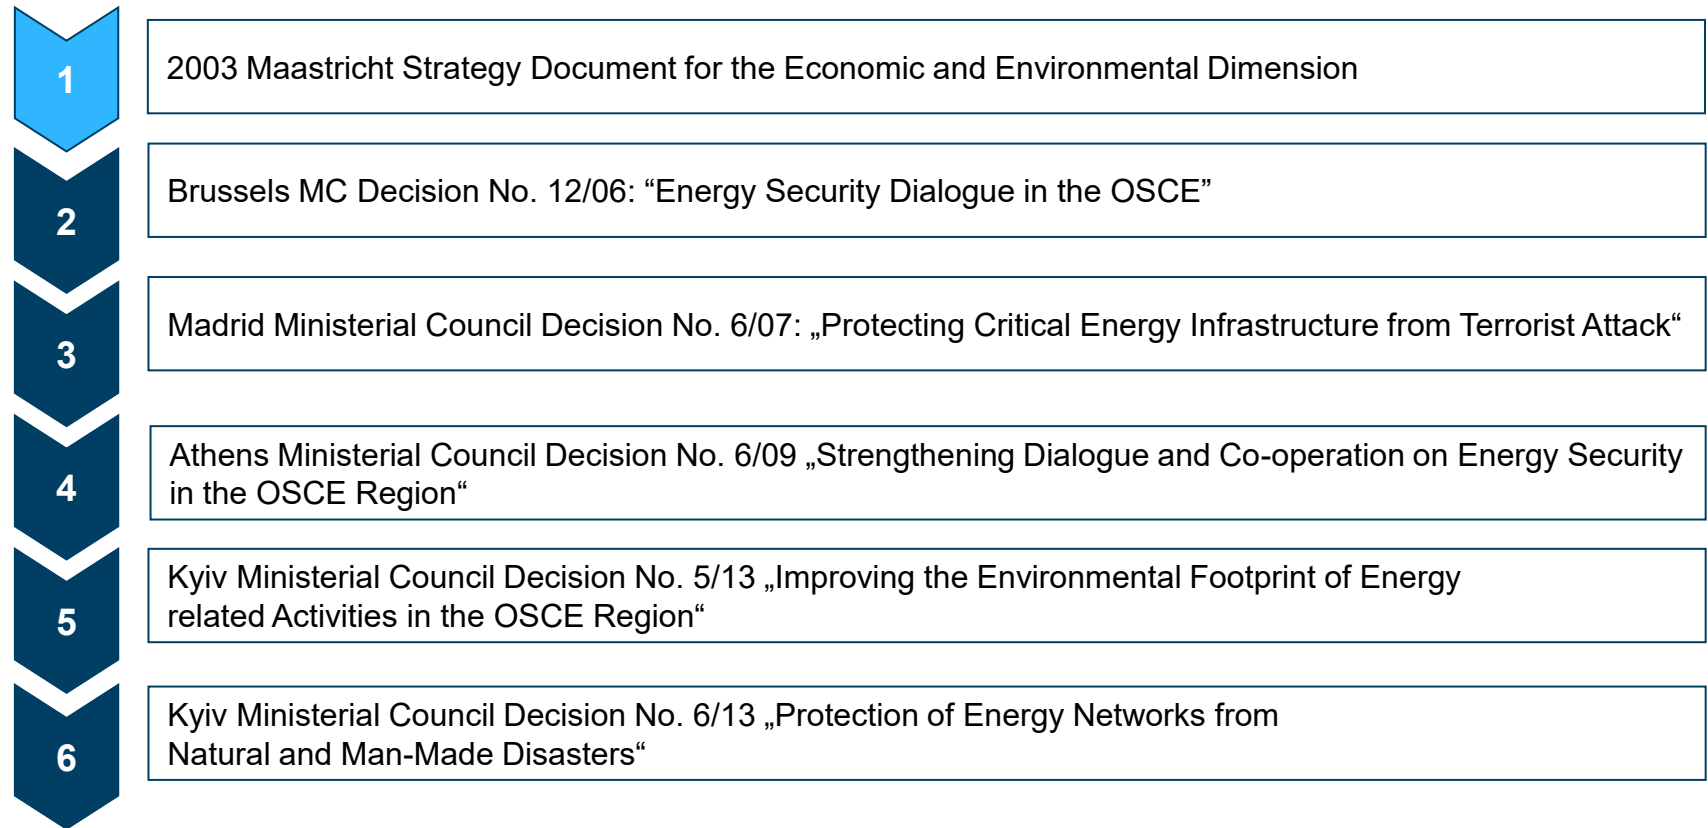 1
2003 Maastricht Strategy Document for the Economic and Environmental Dimension
2
Brussels MC Decision No. 12/06: “Energy Security Dialogue in the OSCE”
3
Madrid Ministerial Council Decision No. 6/07: „Protecting Critical Energy Infrastructure from Terrorist Attack“
4
Athens Ministerial Council Decision No. 6/09 „Strengthening Dialogue and Co-operation on Energy Security
in the OSCE Region“
5
Kyiv Ministerial Council Decision No. 5/13 „Improving the Environmental Footprint of Energy
related Activities in the OSCE Region“
6
Kyiv Ministerial Council Decision No. 6/13 „Protection of Energy Networks from
Natural and Man-Made Disasters“